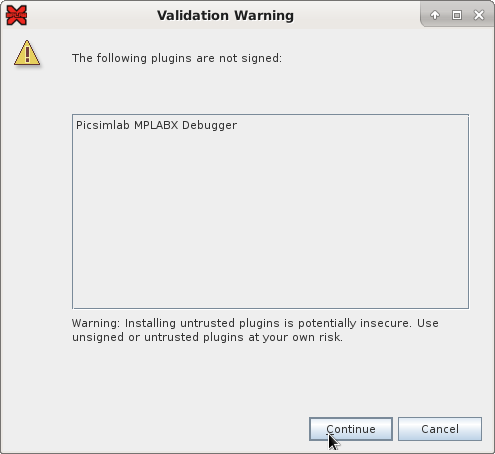 Validation Warning
The following plugins are not signed:
Picsimlab MPLABX Debugger
Warning: Installing untrusted plugins is potentially insecure. Use
unsigned or untrusted plugins at your own risk.
Continue Cancel